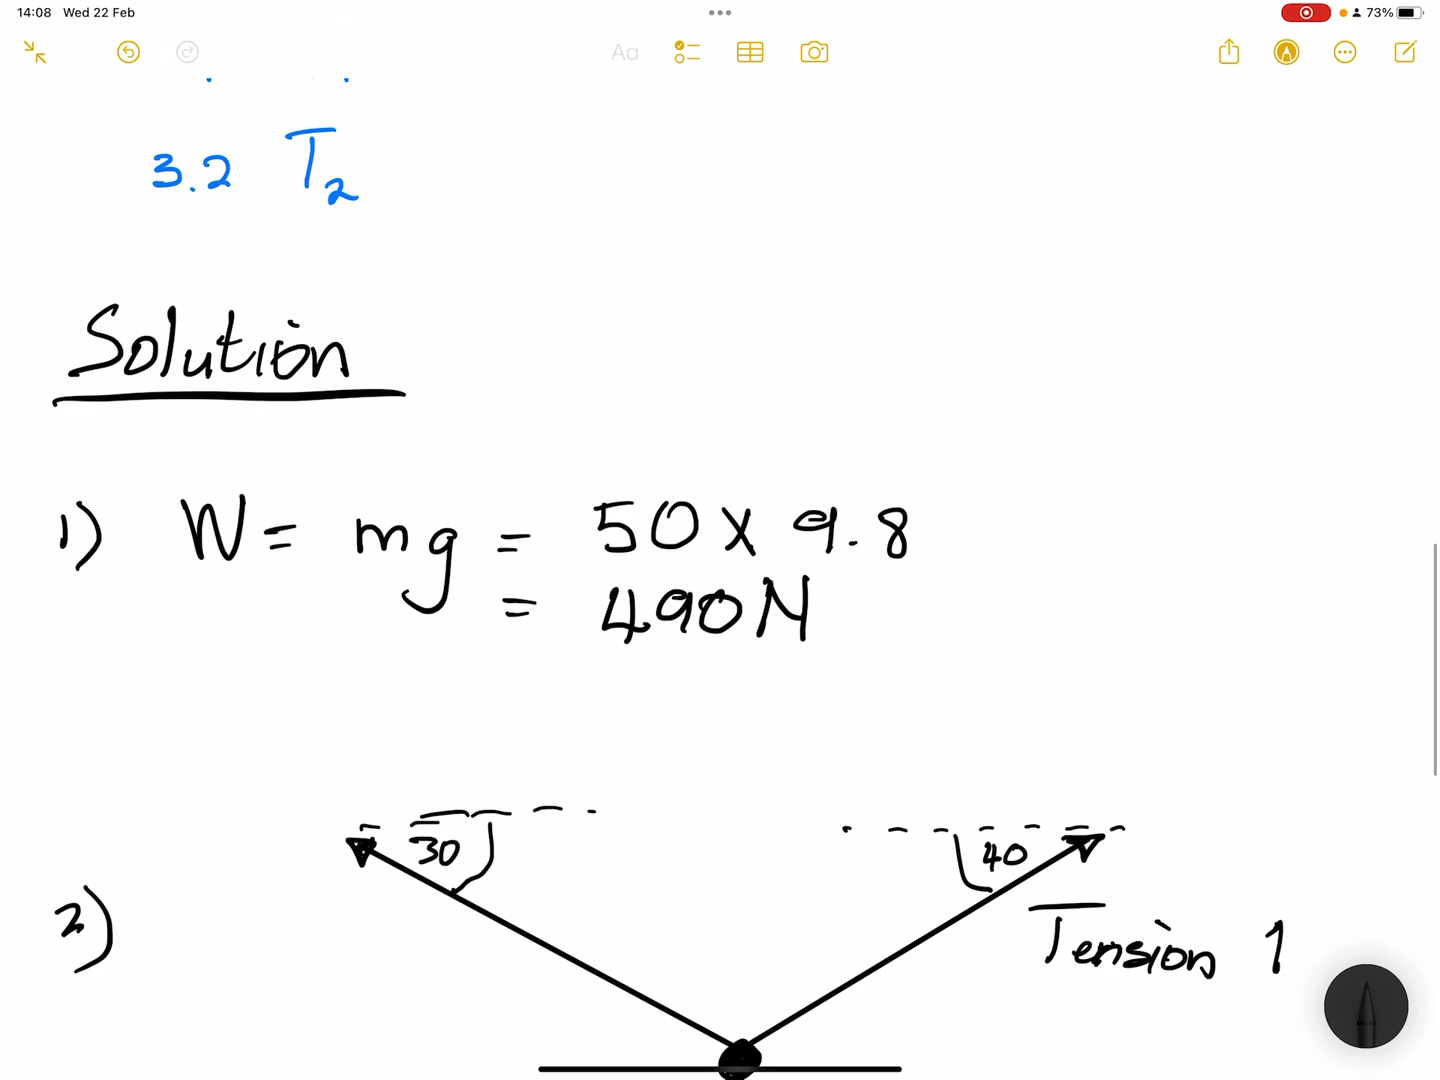 14:08 Wed 22 Feb
73%
Aa
3.2 T₂
Solution
1) W = mg = 50 x 9.8
= 490N
30
40
2)
Tension 1